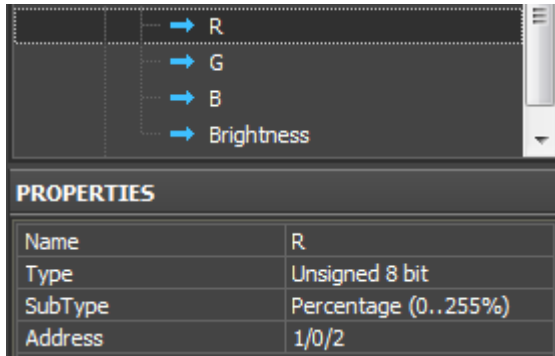 R
G
B
Brightness
PROPERTIES
Name R
Type Unsigned 8 bit
SubType Percentage (0..255%)
Address 1/0/2